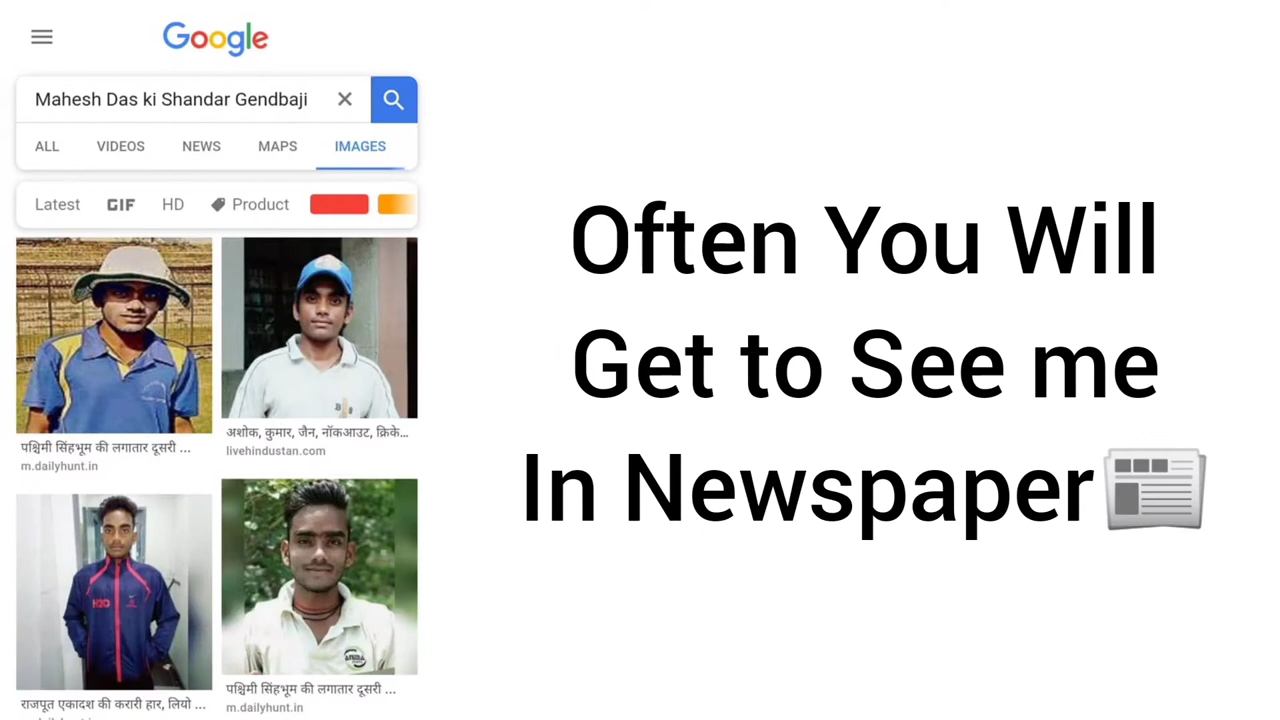 Google
Mahesh Das ki Shandar Gendbaji
ALL VIDEOS NEWS MAPS IMAGES
Latest GIF HD Product
पश्चिमी सिंहभूम की लगातार दूसरी ...
m.dailyhunt.in
अशोक, कुमार, जैन, नॉकआउट, क्रिके...
livehindustan.com
H2O
राजपूत एकादश की करारी हार, लियो ...
पश्चिमी सिंहभूम की लगातार दूसरी ...
m.dailyhunt.in
Often You Will
Get to See me
In Newspaper